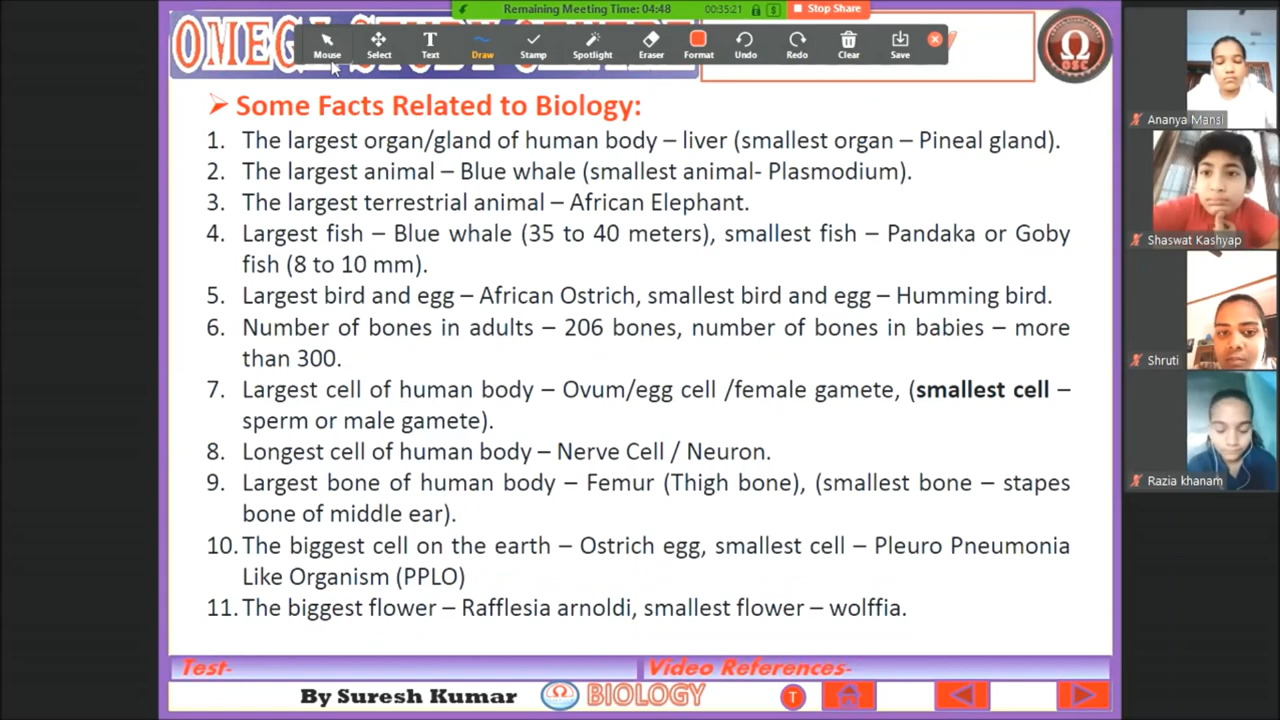 Remaining Meeting Time: 04:48 00:35:21 $ Stop Share
Mouse Select Text Draw Stamp Spotlight Eraser Format Undo Redo Clear Save
Ω
OSC
➢ Some Facts Related to Biology:
1. The largest organ/gland of human body – liver (smallest organ – Pineal gland).
2. The largest animal – Blue whale (smallest animal- Plasmodium).
3. The largest terrestrial animal – African Elephant.
4. Largest fish – Blue whale (35 to 40 meters), smallest fish – Pandaka or Goby
fish (8 to 10 mm).
5. Largest bird and egg – African Ostrich, smallest bird and egg – Humming bird.
6. Number of bones in adults – 206 bones, number of bones in babies – more
than 300.
7. Largest cell of human body – Ovum/egg cell /female gamete, (smallest cell –
sperm or male gamete).
8. Longest cell of human body – Nerve Cell / Neuron.
9. Largest bone of human body – Femur (Thigh bone), (smallest bone – stapes
bone of middle ear).
10. The biggest cell on the earth – Ostrich egg, smallest cell – Pleuro Pneumonia
Like Organism (PPLO)
11. The biggest flower – Rafflesia arnoldi, smallest flower – wolffia.
Test- Video References-
By Suresh Kumar BIOLOGY T
Ananya Mansi
Shaswat Kashyap
Shruti
Razia khanam